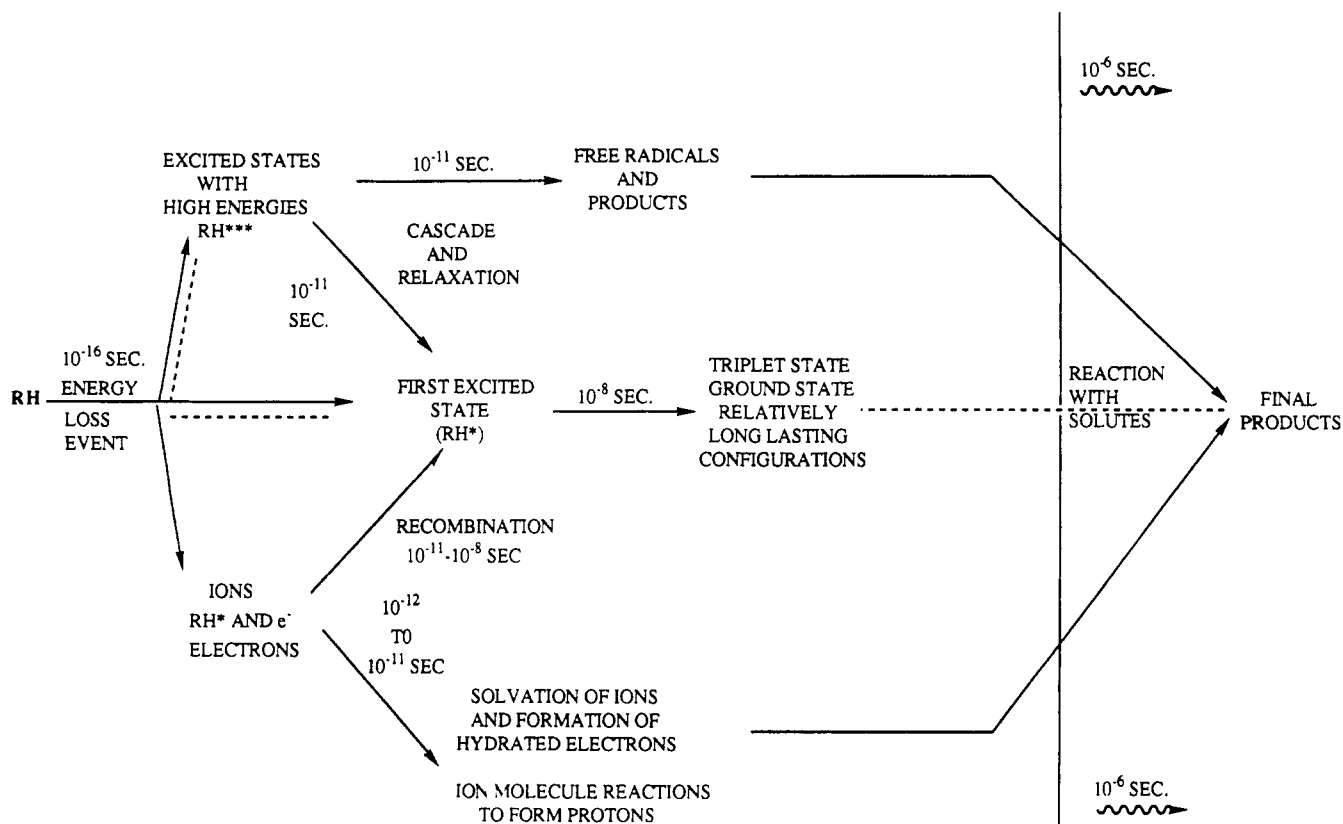 10⁻⁶ SEC.
EXCITED STATES
WITH
HIGH ENERGIES
RH***
10⁻¹¹ SEC.
FREE RADICALS
AND
PRODUCTS
CASCADE
AND
RELAXATION
10⁻¹¹
SEC.
10⁻¹⁶ SEC.
ENERGY
RH
LOSS
EVENT
FIRST EXCITED
STATE
(RH*)
10⁻⁸ SEC.
TRIPLET STATE
GROUND STATE
RELATIVELY
LONG LASTING
CONFIGURATIONS
REACTION
WITH
SOLUTES
FINAL
PRODUCTS
RECOMBINATION
10⁻¹¹-10⁻⁸ SEC
IONS
RH* AND e⁻
ELECTRONS
10⁻¹²
TO
10⁻¹¹ SEC
SOLVATION OF IONS
AND FORMATION OF
HYDRATED ELECTRONS
ION MOLECULE REACTIONS
TO FORM PROTONS
10⁻⁶ SEC.